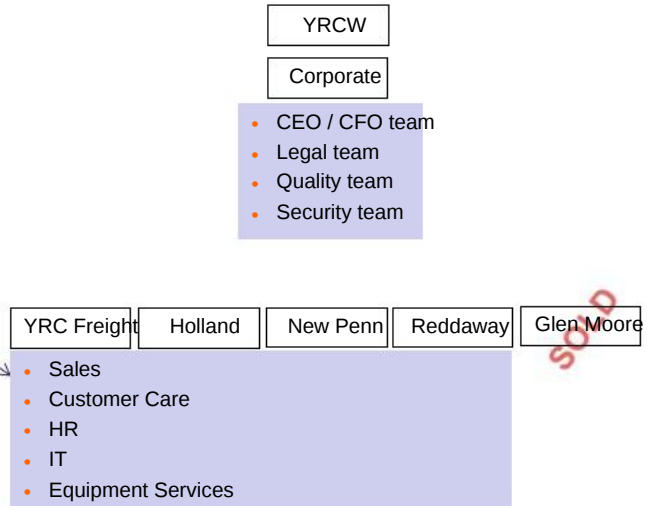 YRCW
Corporate
• CEO / CFO team
• Legal team
• Quality team
• Security team
YRC Freight Holland New Penn Reddaway Glen Moore
SOLD
• Sales
• Customer Care
• HR
• IT
• Equipment Services